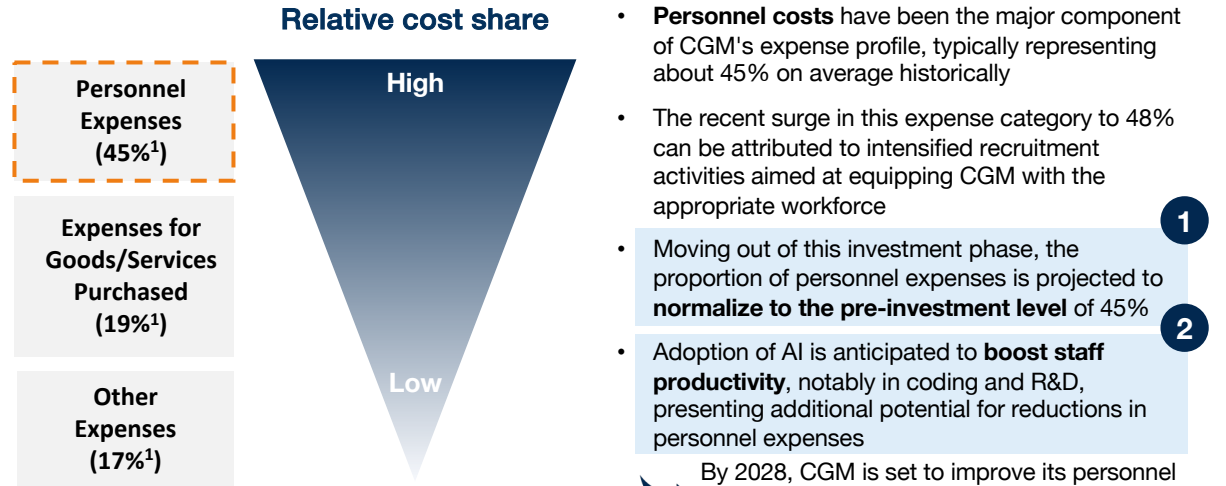 Relative cost share
Personnel
Expenses
(45%¹)
Expenses for
Goods/Services
Purchased
(19%¹)
Other
Expenses
(17%¹)
High
Low
• Personnel costs have been the major component
of CGM's expense profile, typically representing
about 45% on average historically
• The recent surge in this expense category to 48%
can be attributed to intensified recruitment
activities aimed at equipping CGM with the
appropriate workforce
1
• Moving out of this investment phase, the
proportion of personnel expenses is projected to
normalize to the pre-investment level of 45%
2
• Adoption of AI is anticipated to boost staff
productivity, notably in coding and R&D,
presenting additional potential for reductions in
personnel expenses
By 2028, CGM is set to improve its personnel